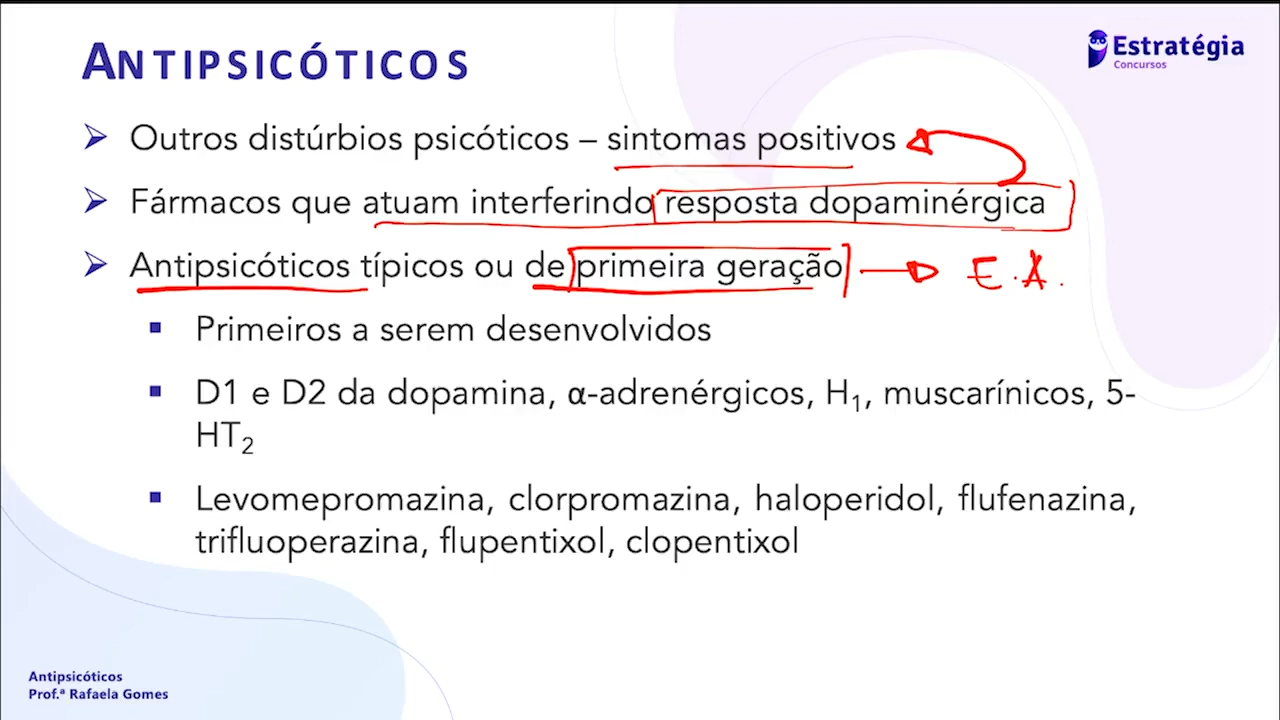 ANTIPSICÓTICOS
Estratégia
Concursos
➤ Outros distúrbios psicóticos – sintomas positivos
➤ Fármacos que atuam interferindo resposta dopaminérgica
➤ Antipsicóticos típicos ou de primeira geração E.A.
▪ Primeiros a serem desenvolvidos
▪ D1 e D2 da dopamina, α-adrenérgicos, H₁, muscarínicos, 5-
HT₂
▪ Levomepromazina, clorpromazina, haloperidol, flufenazina,
trifluoperazina, flupentixol, clopentixol
Antipsicóticos
Prof.ª Rafaela Gomes